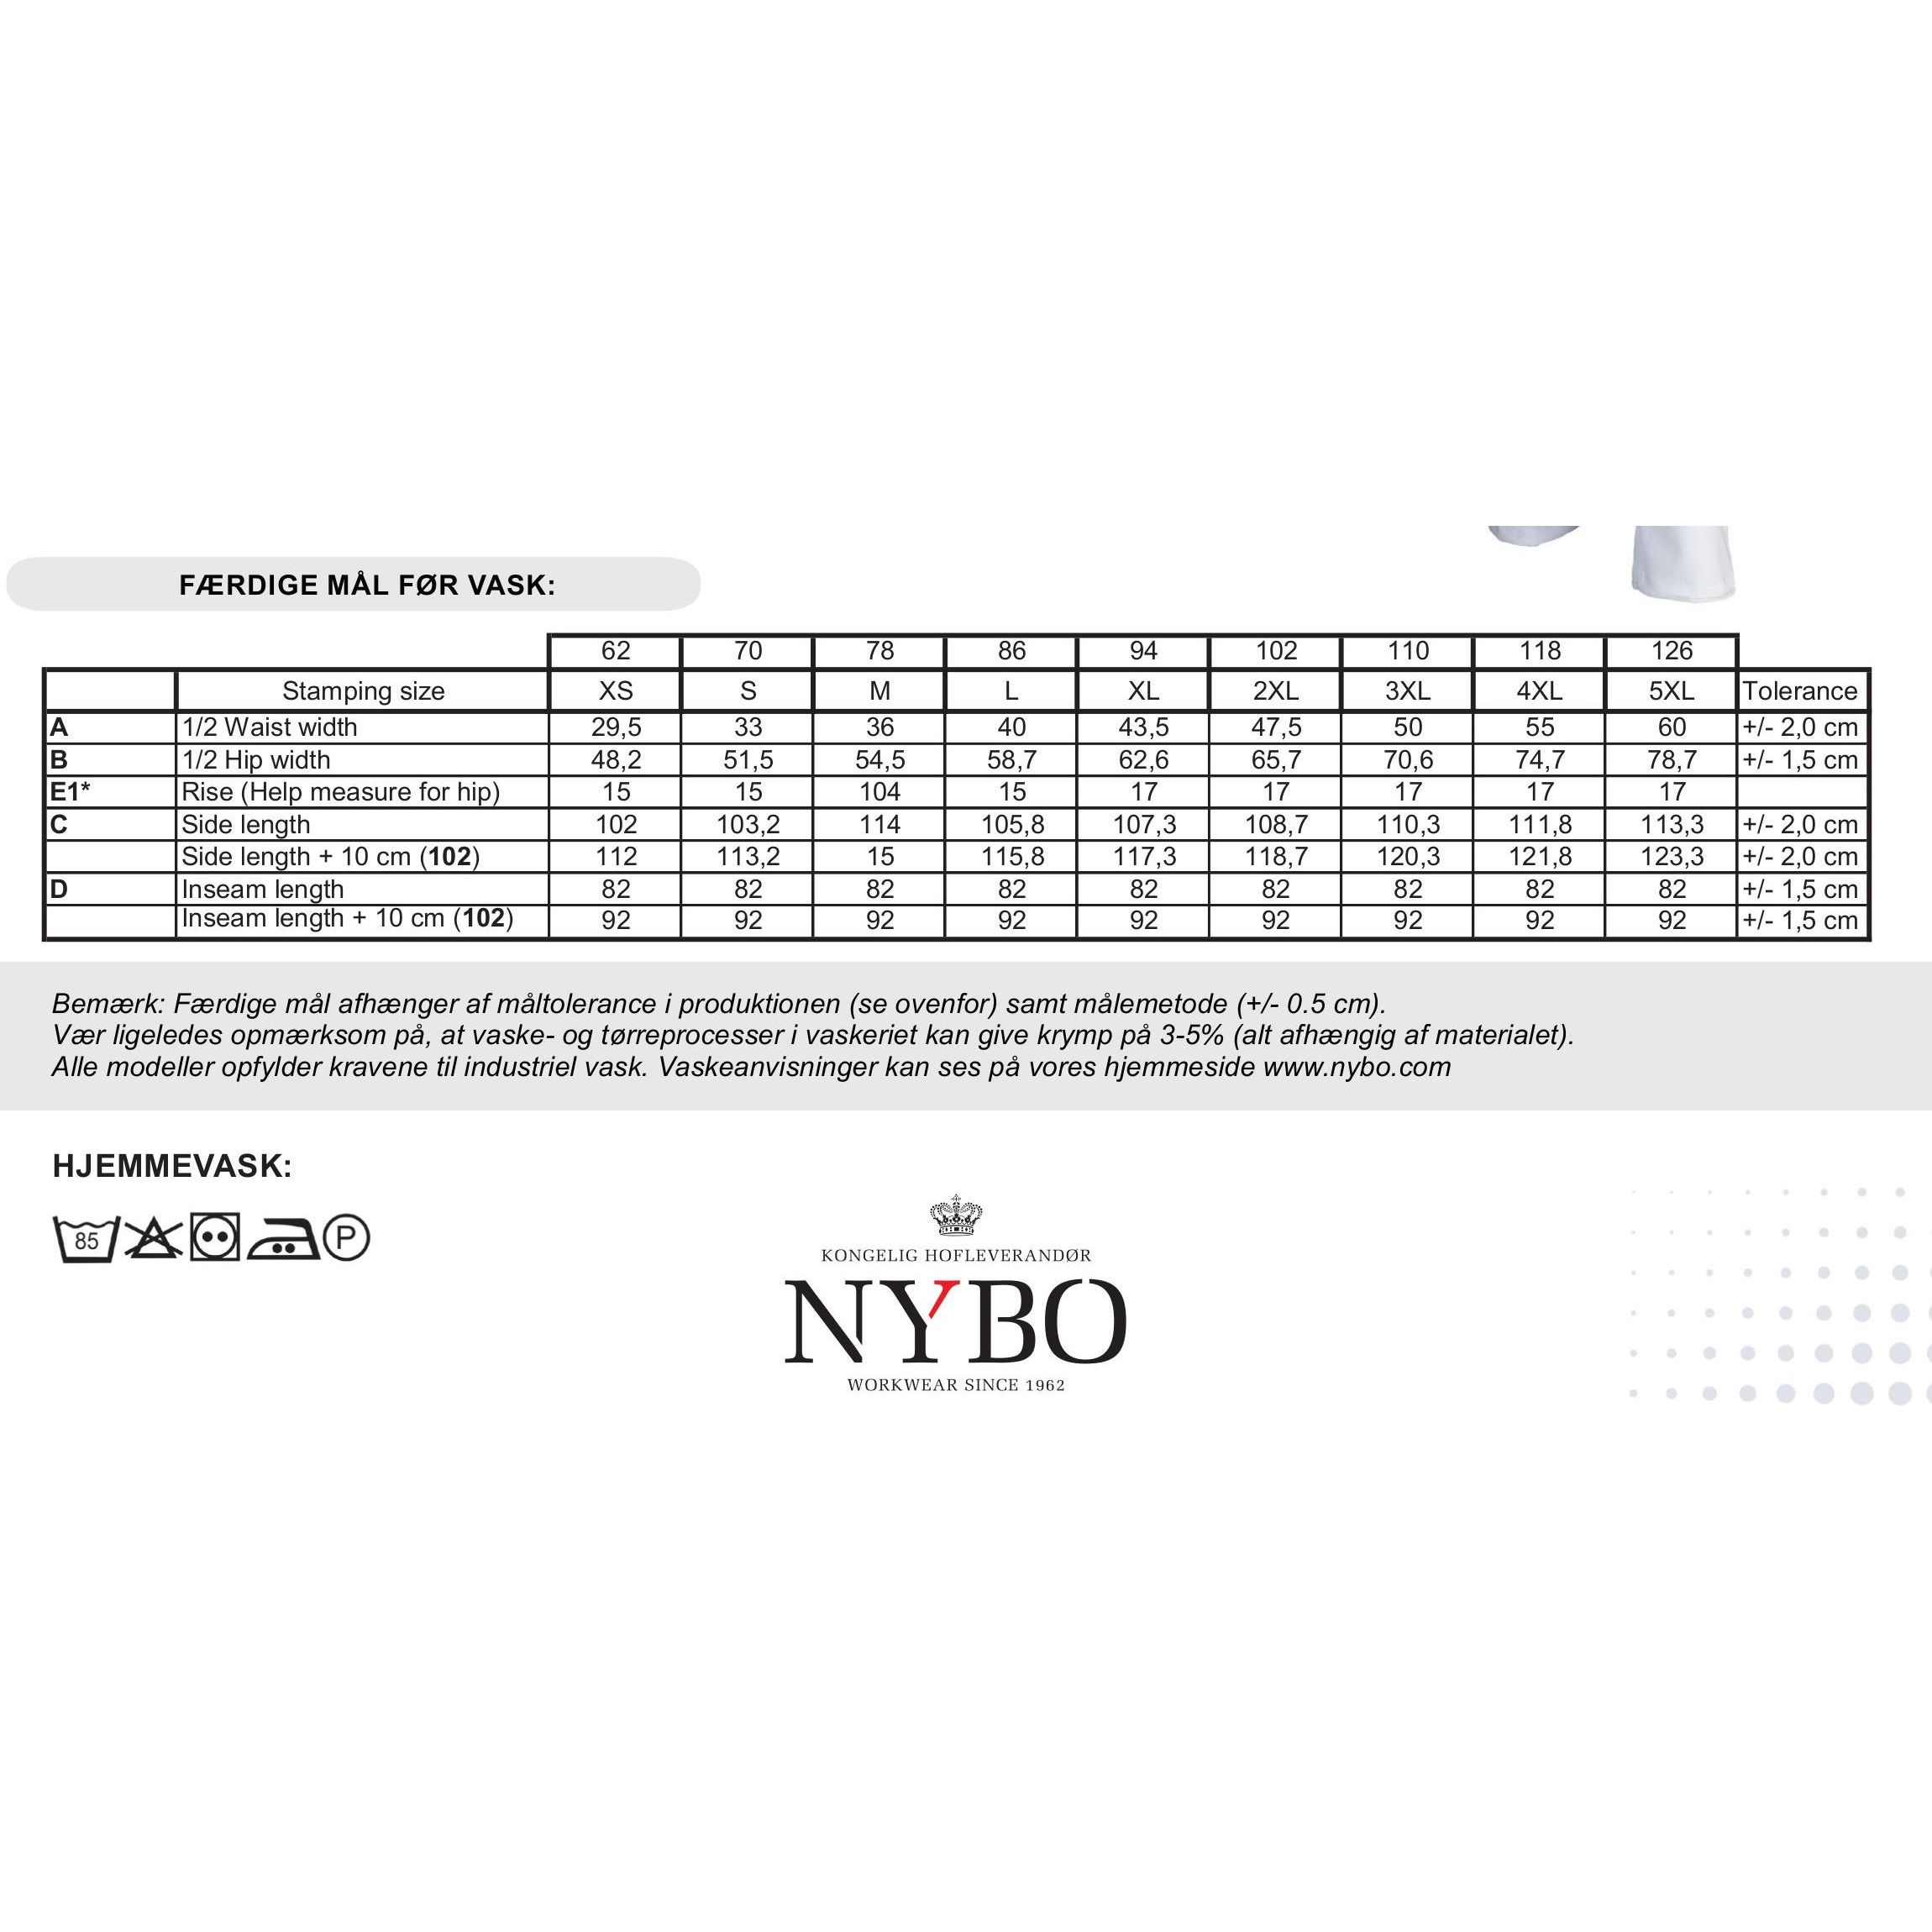 FÆRDIGE MÅL FØR VASK:
62 70 78 86 94 102 110 118 126
Stamping size XS S M L XL 2XL 3XL 4XL 5XL Tolerance
A 1/2 Waist width 29,5 33 36 40 43,5 47,5 50 55 60 +/- 2,0 cm
B 1/2 Hip width 48,2 51,5 54,5 58,7 62,6 65,7 70,6 74,7 78,7 +/- 1,5 cm
E1* Rise (Help measure for hip) 15 15 104 15 17 17 17 17 17
C Side length 102 103,2 114 105,8 107,3 108,7 110,3 111,8 113,3 +/- 2,0 cm
Side length + 10 cm (102) 112 113,2 15 115,8 117,3 118,7 120,3 121,8 123,3 +/- 2,0 cm
D Inseam length 82 82 82 82 82 82 82 82 82 +/- 1,5 cm
Inseam length + 10 cm (102) 92 92 92 92 92 92 92 92 92 +/- 1,5 cm
Bemærk: Færdige mål afhænger af måltolerance i produktionen (se ovenfor) samt målemetode (+/- 0.5 cm).
Vær ligeledes opmærksom på, at vaske- og tørreprocesser i vaskeriet kan give krymp på 3-5% (alt afhængig af materialet).
Alle modeller opfylder kravene til industriel vask. Vaskeanvisninger kan ses på vores hjemmeside www.nybo.com
HJEMMEVASK:
85 P
KONGELIG HOFLEVERANDØR
NYBO
WORKWEAR SINCE 1962